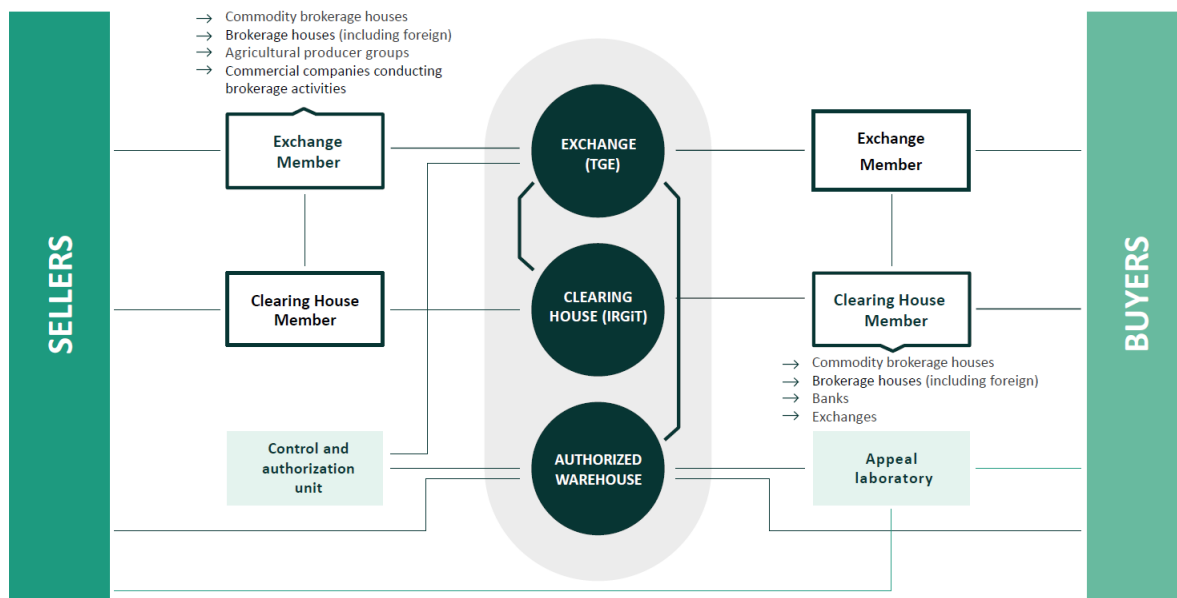 → Commodity brokerage houses
→ Brokerage houses (including foreign)
→ Agricultural producer groups
→ Commercial companies conducting
brokerage activities
SELLERS
Exchange
Member
EXCHANGE
(TGE)
Exchange
Member
BUYERS
Clearing House
Member
CLEARING
HOUSE (IRGiT)
Clearing House
Member
→ Commodity brokerage houses
→ Brokerage houses (including foreign)
→ Banks
→ Exchanges
Control and
authorization
unit
AUTHORIZED
WAREHOUSE
Appeal
laboratory